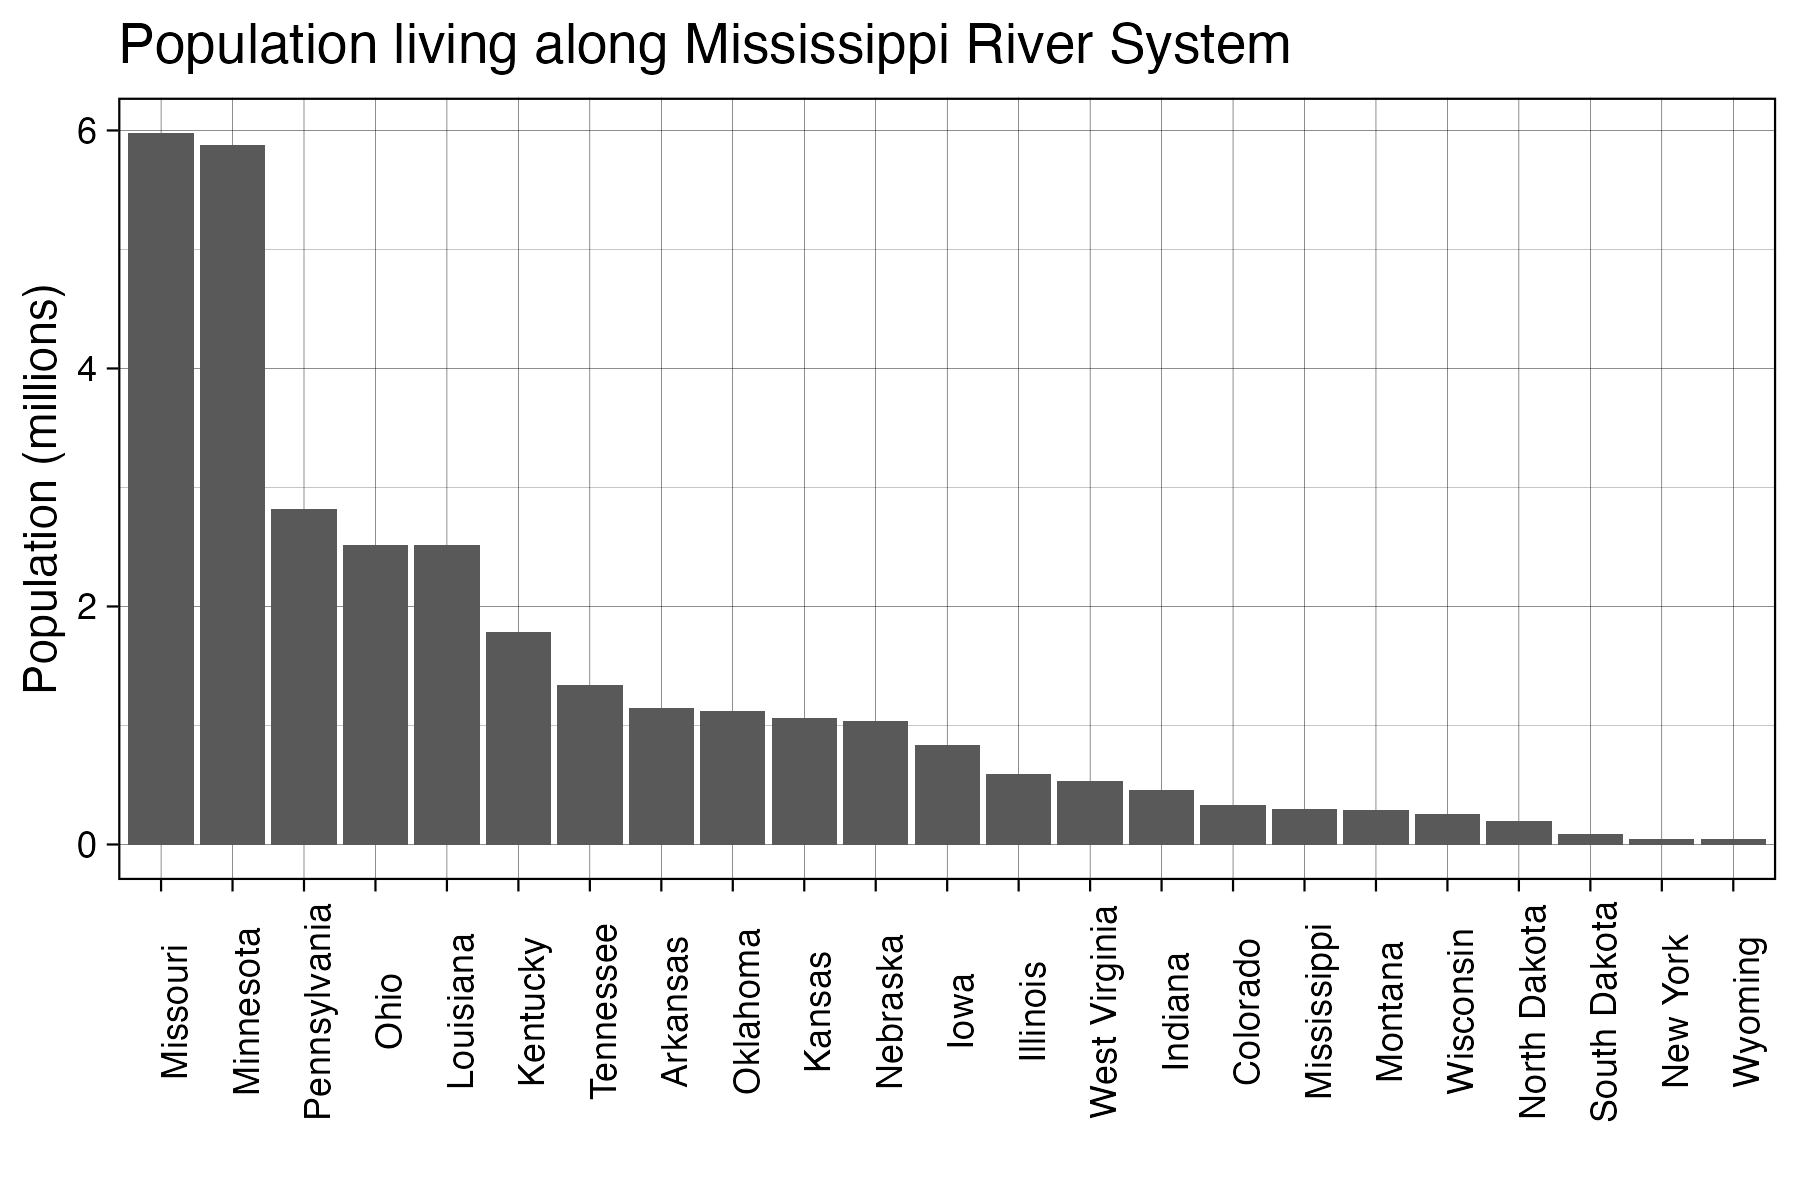 Population living along Mississippi River System
Population (millions)
6
4
2
0
Missouri
Minnesota
Pennsylvania
Ohio
Louisiana
Kentucky
Tennessee
Arkansas
Oklahoma
Kansas
Nebraska
Iowa
Illinois
West Virginia
Indiana
Colorado
Mississippi
Montana
Wisconsin
North Dakota
South Dakota
New York
Wyoming